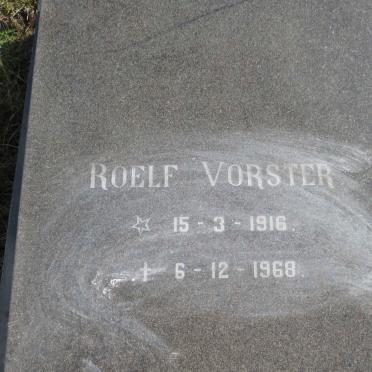 ROELF VORSTER
☆ 15-3-1916.
† 6-12-1968.